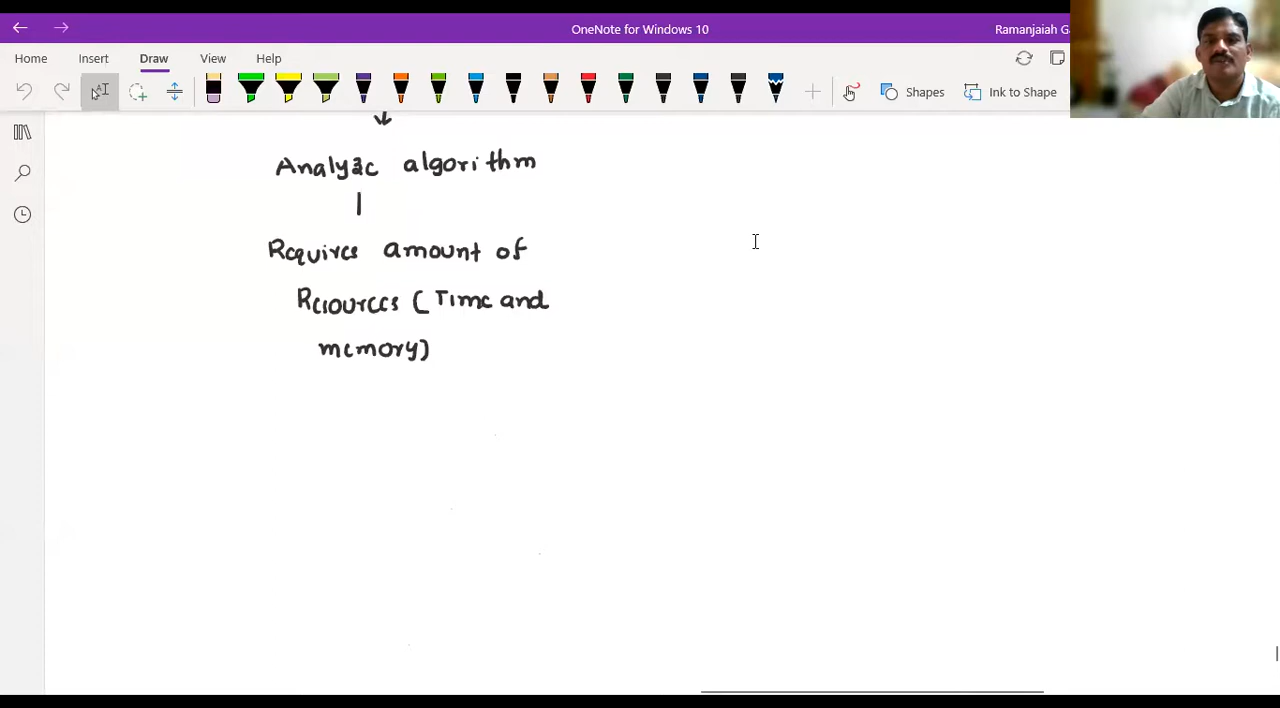 OneNote for Windows 10
Ramanjaiah G
Home Insert Draw View Help
Shapes Ink to Shape
Analyze algorithm
Requires amount of
Resources (Time and
memory)